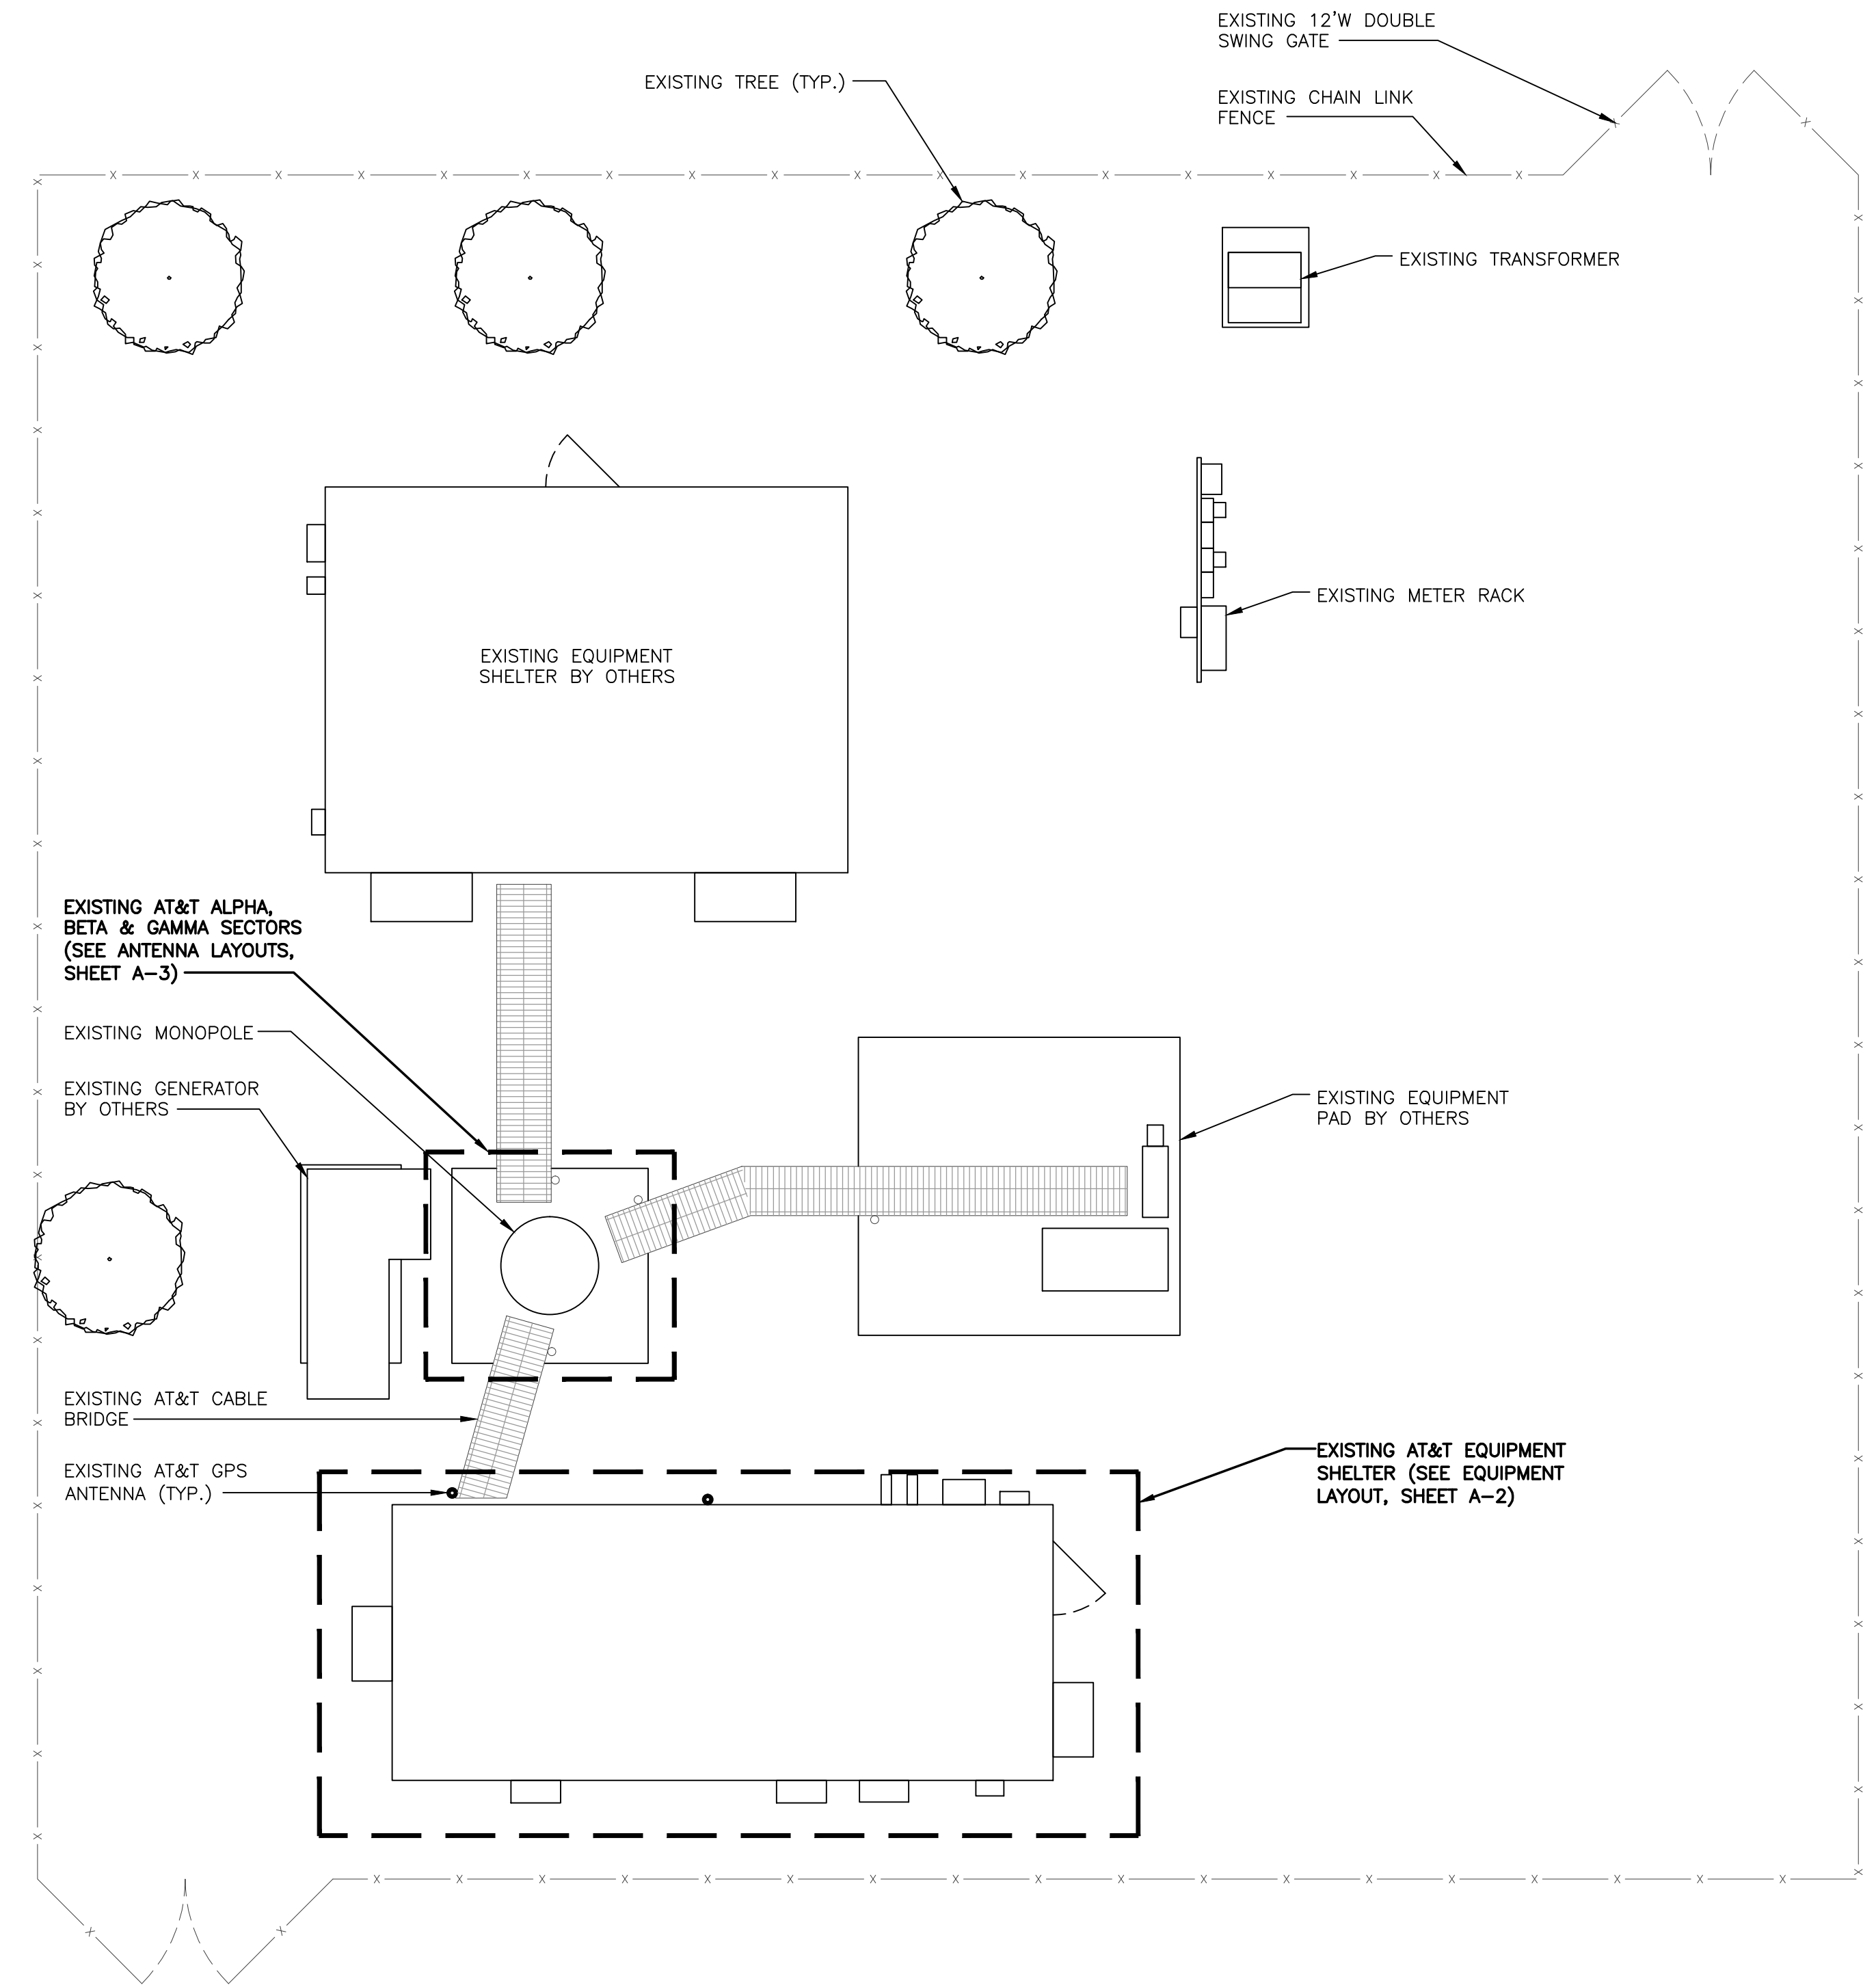 EXISTING 12'W DOUBLE
SWING GATE
EXISTING TREE (TYP.)
EXISTING CHAIN LINK
FENCE
EXISTING TRANSFORMER
EXISTING METER RACK
EXISTING EQUIPMENT
SHELTER BY OTHERS
EXISTING AT&T ALPHA,
BETA & GAMMA SECTORS
(SEE ANTENNA LAYOUTS,
SHEET A-3)
EXISTING MONOPOLE
EXISTING GENERATOR
BY OTHERS
EXISTING EQUIPMENT
PAD BY OTHERS
EXISTING AT&T CABLE
BRIDGE
EXISTING AT&T GPS
ANTENNA (TYP.)
EXISTING AT&T EQUIPMENT
SHELTER (SEE EQUIPMENT
LAYOUT, SHEET A-2)